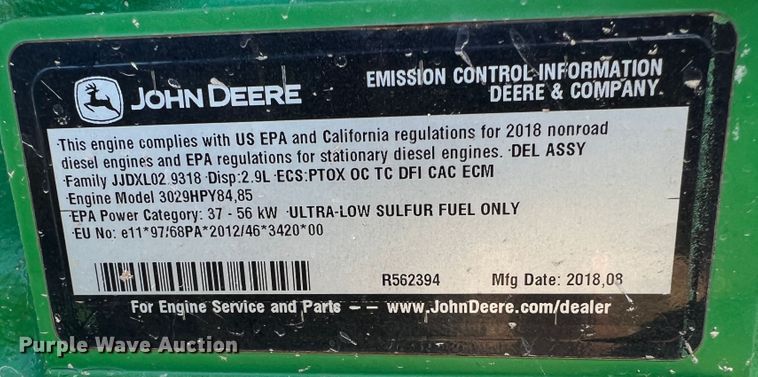 JOHN DEERE
EMISSION CONTROL INFORMATION
DEERE & COMPANY
This engine complies with US EPA and California regulations for 2018 nonroad
diesel engines and EPA regulations for stationary diesel engines. ·DEL ASSY
·Family JJDXL02.9318 ·Disp:2.9L ·ECS:PTOX OC TC DFI CAC ECM
·Engine Model 3029HPY84,85
·EPA Power Category: 37 - 56 kW ·ULTRA-LOW SULFUR FUEL ONLY
·EU No: e11*97/68PA*2012/46*3420*00
R562394 Mfg Date: 2018,08
For Engine Service and Parts – – www.JohnDeere.com/dealer
Purple Wave Auction